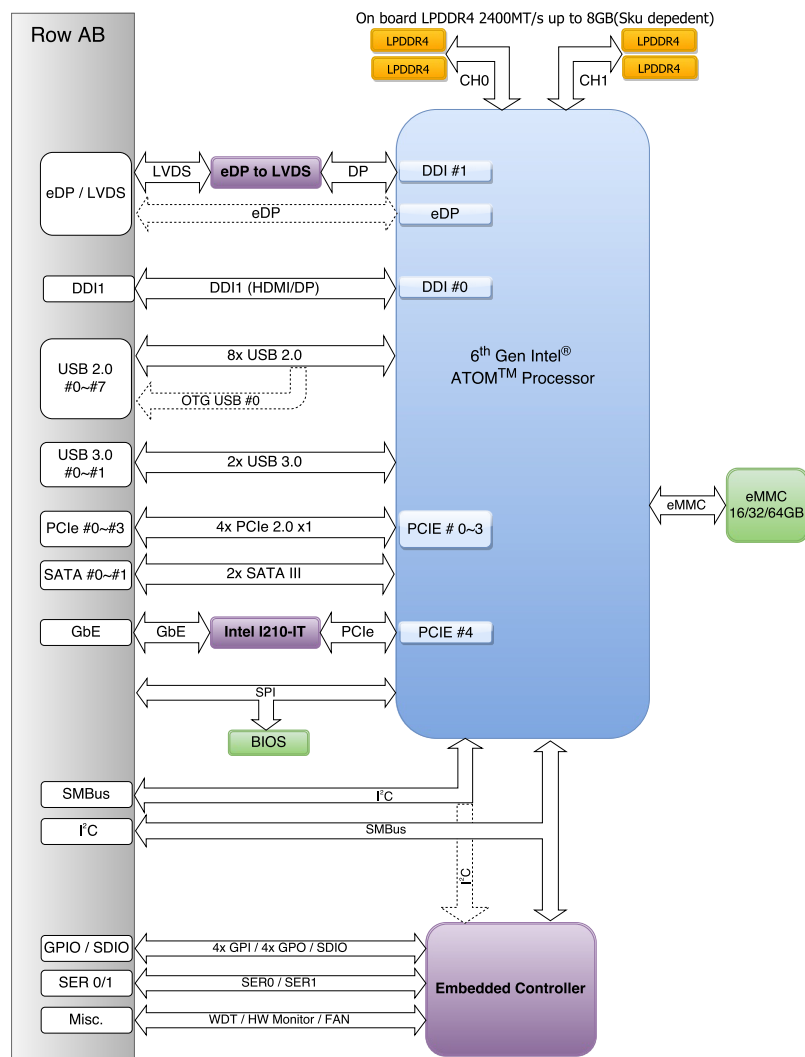 On board LPDDR4 2400MT/s up to 8GB(Sku depedent)
Row AB
LPDDR4
LPDDR4
CH0
CH1
LPDDR4
LPDDR4
eDP / LVDS
LVDS
eDP to LVDS
DP
DDI #1
eDP
eDP
DDI1
DDI1 (HDMI/DP)
DDI #0
USB 2.0
#0~#7
8x USB 2.0
OTG USB #0
6th Gen Intel®
ATOM™ Processor
USB 3.0
#0~#1
2x USB 3.0
PCIe #0~#3
4x PCIe 2.0 x1
PCIE # 0~3
eMMC
eMMC
16/32/64GB
SATA #0~#1
2x SATA III
GbE
GbE
Intel I210-IT
PCIe
PCIE #4
SPI
BIOS
SMBus
I²C
I²C
SMBus
I²C
GPIO / SDIO
4x GPI / 4x GPO / SDIO
SER 0/1
SER0 / SER1
Embedded Controller
Misc.
WDT / HW Monitor / FAN